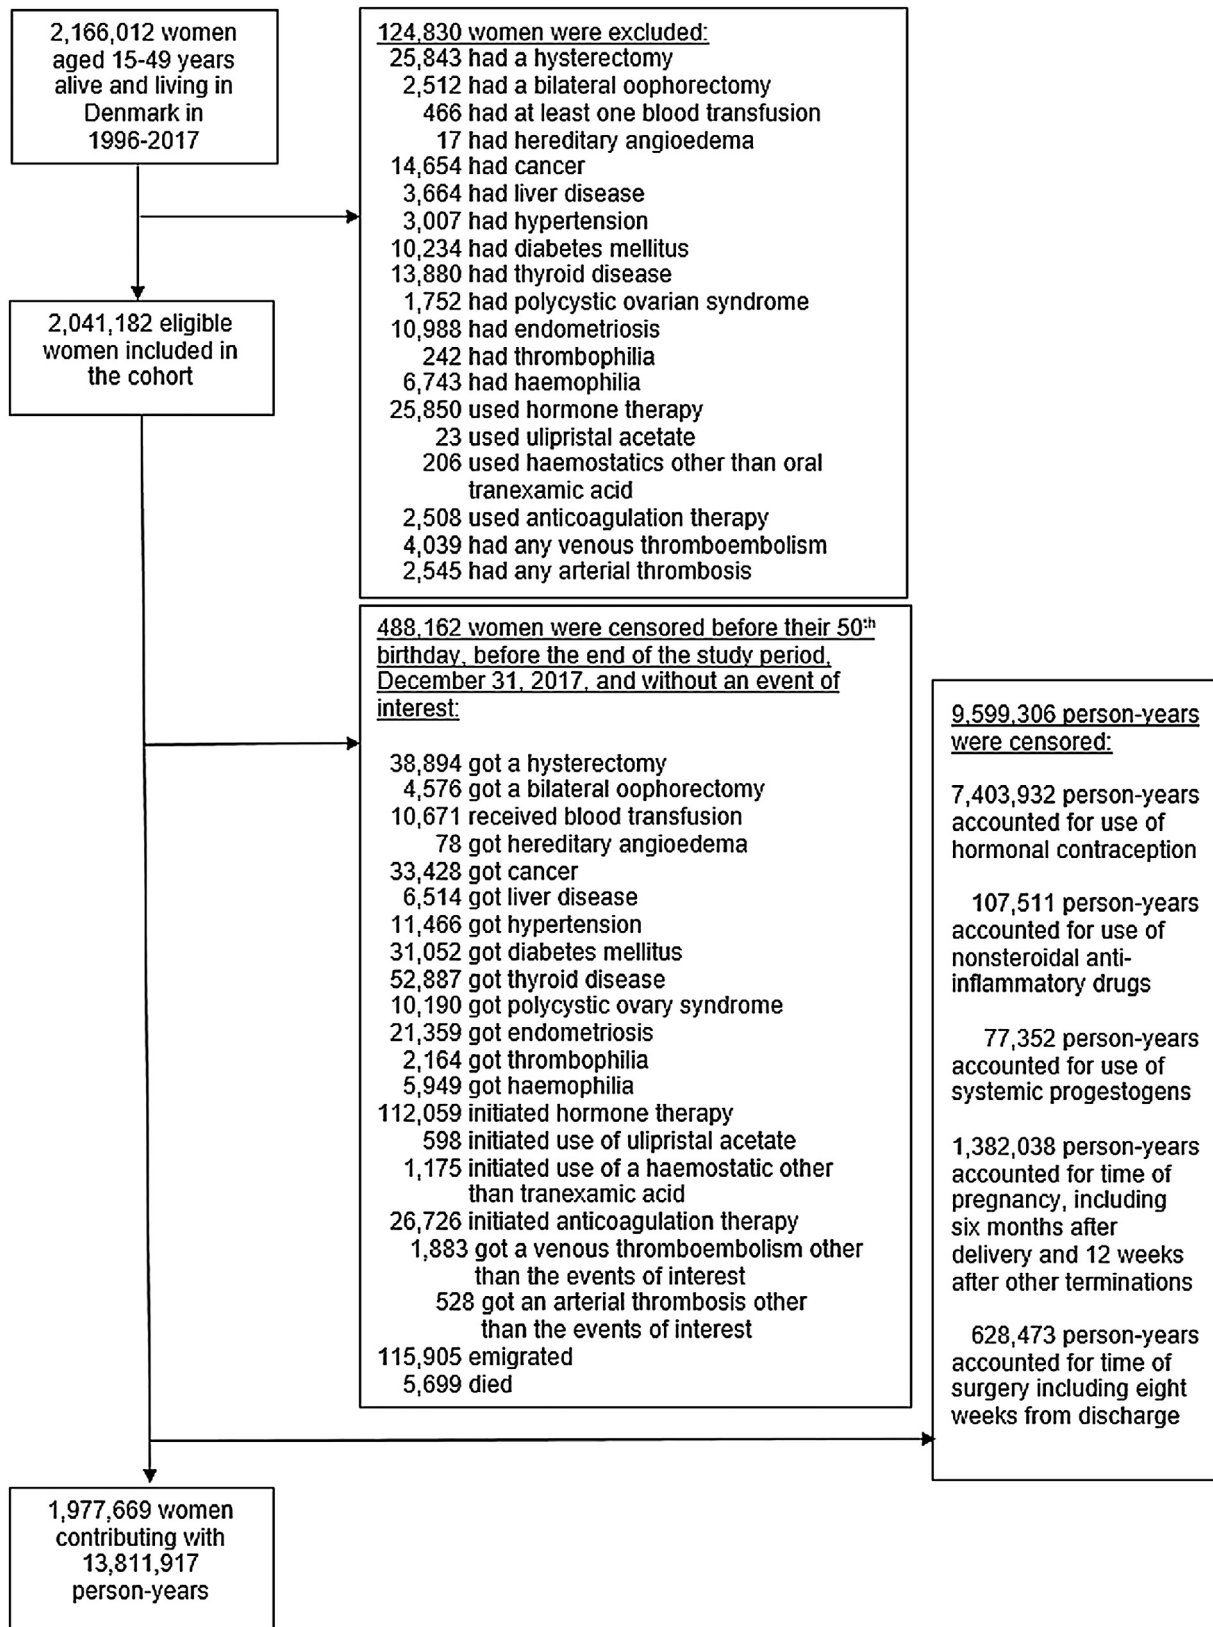 2,166,012 women
aged 15-49 years
alive and living in
Denmark in
1996-2017
124,830 women were excluded:
25,843 had a hysterectomy
2,512 had a bilateral oophorectomy
466 had at least one blood transfusion
17 had hereditary angioedema
14,654 had cancer
3,664 had liver disease
3,007 had hypertension
10,234 had diabetes mellitus
13,880 had thyroid disease
1,752 had polycystic ovarian syndrome
10,988 had endometriosis
242 had thrombophilia
6,743 had haemophilia
25,850 used hormone therapy
23 used ulipristal acetate
206 used haemostatics other than oral
tranexamic acid
2,508 used anticoagulation therapy
4,039 had any venous thromboembolism
2,545 had any arterial thrombosis
2,041,182 eligible
women included in
the cohort
488,162 women were censored before their 50th
birthday, before the end of the study period,
December 31, 2017, and without an event of
interest:
38,894 got a hysterectomy
4,576 got a bilateral oophorectomy
10,671 received blood transfusion
78 got hereditary angioedema
33,428 got cancer
6,514 got liver disease
11,466 got hypertension
31,052 got diabetes mellitus
52,887 got thyroid disease
10,190 got polycystic ovary syndrome
21,359 got endometriosis
2,164 got thrombophilia
5,949 got haemophilia
112,059 initiated hormone therapy
598 initiated use of ulipristal acetate
1,175 initiated use of a haemostatic other
than tranexamic acid
26,726 initiated anticoagulation therapy
1,883 got a venous thromboembolism other
than the events of interest
528 got an arterial thrombosis other
than the events of interest
115,905 emigrated
5,699 died
9,599,306 person-years
were censored:
7,403,932 person-years
accounted for use of
hormonal contraception
107,511 person-years
accounted for use of
nonsteroidal anti-
inflammatory drugs
77,352 person-years
accounted for use of
systemic progestogens
1,382,038 person-years
accounted for time of
pregnancy, including
six months after
delivery and 12 weeks
after other terminations
628,473 person-years
accounted for time of
surgery including eight
weeks from discharge
1,977,669 women
contributing with
13,811,917
person-years